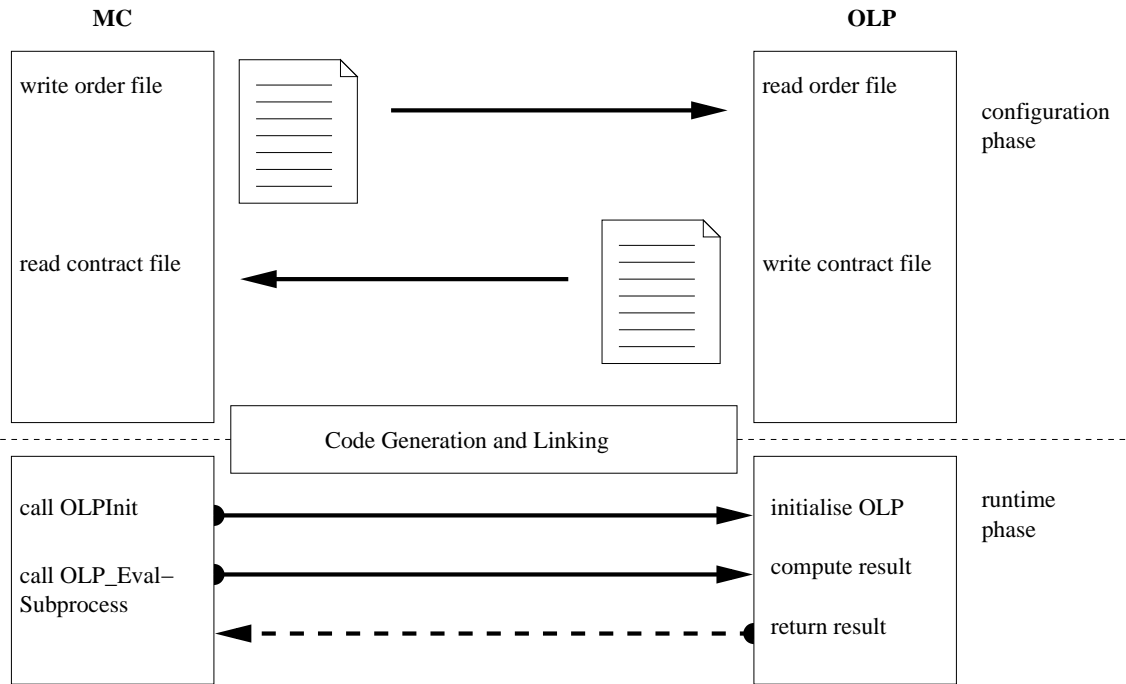 MC
OLP
write order file
read order file
configuration
phase
read contract file
write contract file
Code Generation and Linking
call OLPInit
initialise OLP
runtime
phase
call OLP_Eval−
Subprocess
compute result
return result